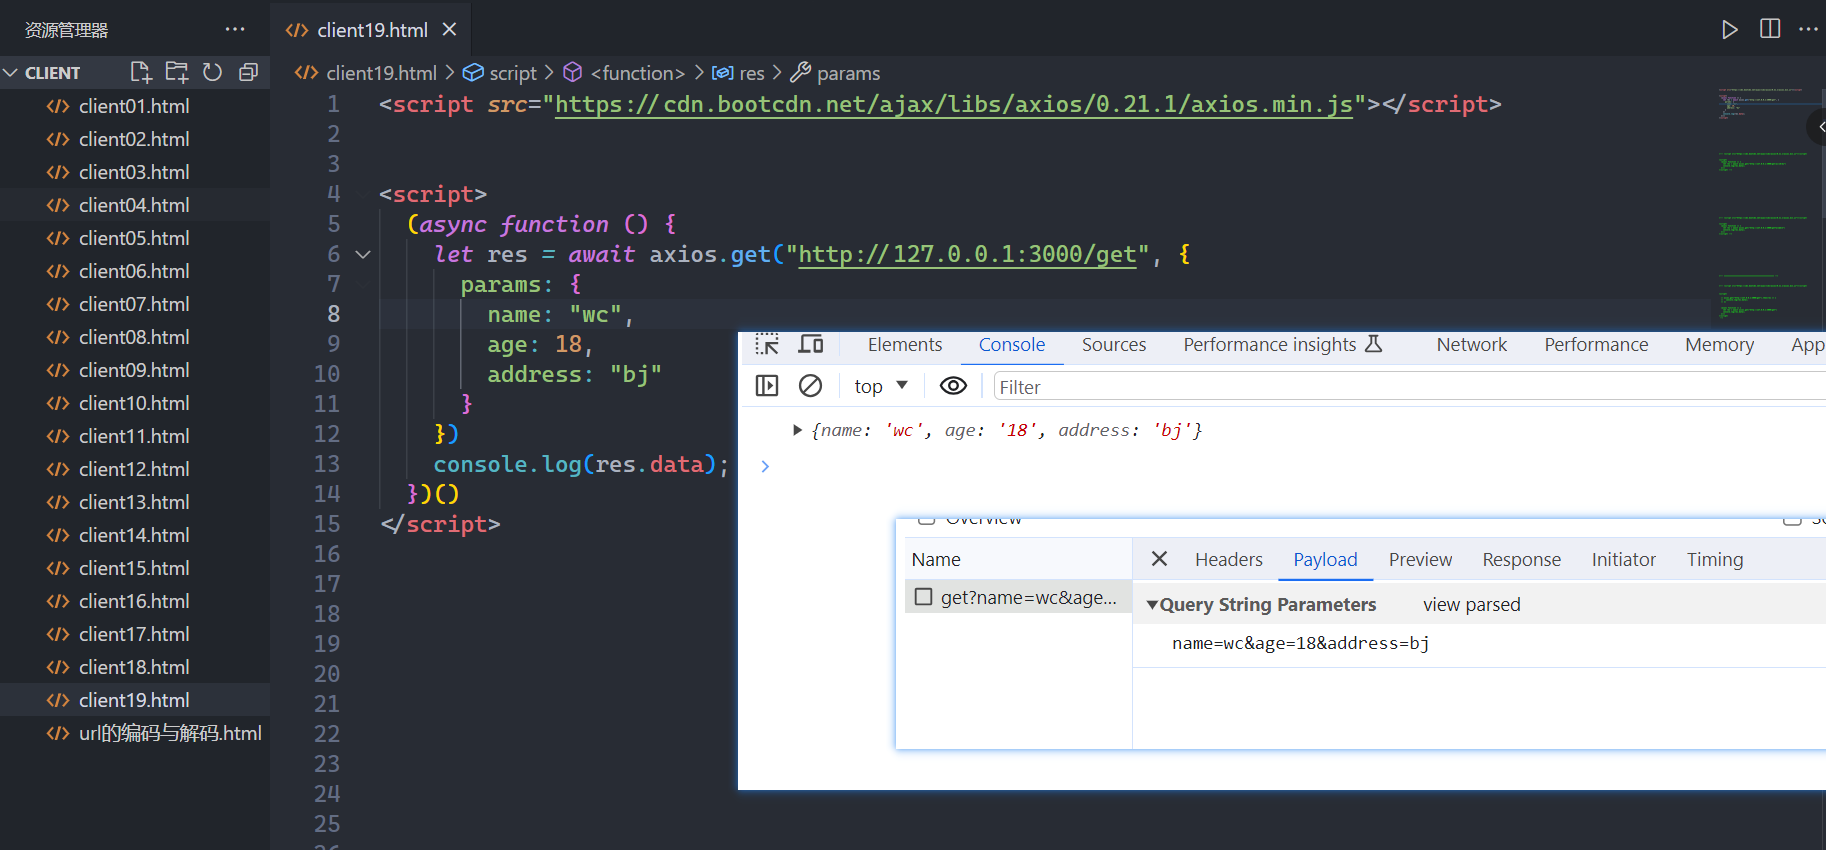 资源管理器 ···
client19.html
CLIENT
client19.html > script > <function> > res > params
client01.html
client02.html
client03.html
client04.html
client05.html
client06.html
client07.html
client08.html
client09.html
client10.html
client11.html
client12.html
client13.html
client14.html
client15.html
client16.html
client17.html
client18.html
client19.html
url的编码与解码.html
1 <script src="https://cdn.bootcdn.net/ajax/libs/axios/0.21.1/axios.min.js"></script>
2
3
4 <script>
5 (async function () {
6 let res = await axios.get("http://127.0.0.1:3000/get", {
7 params: {
8 name: "wc",
9 age: 18,
10 address: "bj"
11 }
12 })
13 console.log(res.data);
14 })()
15 </script>
16
17
18
19
20
21
22
23
24
25
Elements Console Sources Performance insights Network Performance Memory App
top Filter
{name: 'wc', age: '18', address: 'bj'}
Overview
Name
Headers Payload Preview Response Initiator Timing
get?name=wc&age...
Query String Parameters view parsed
name=wc&age=18&address=bj